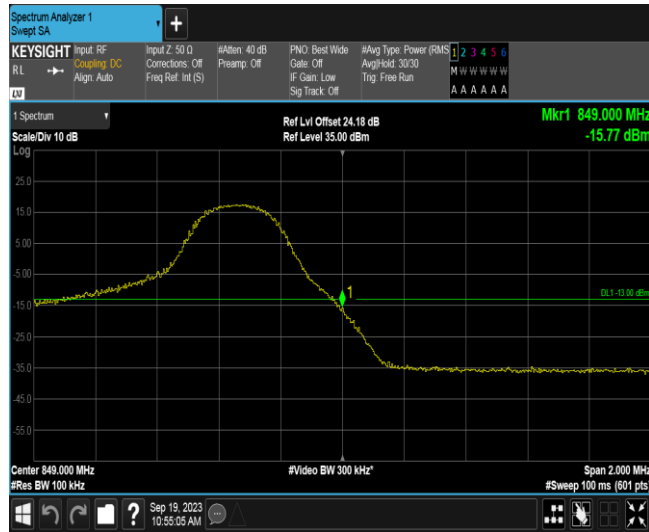 Spectrum Analyzer 1
Swept SA
+
KEYSIGHT Input: RF Input Z: 50 Ω #Atten: 40 dB PNO: Best Wide #Avg Type: Power (RMS 1 2 3 4 5 6
RL Coupling: DC Corrections: Off Preamp: Off Gate: Off Avg|Hold: 30/30 M W W W W W
Align: Auto Freq Ref: Int (S) IF Gain: Low Trig: Free Run
LXI Sig Track: Off A A A A A A
1 Spectrum Ref Lvl Offset 24.18 dB Mkr1 849.000 MHz
Scale/Div 10 dB Ref Level 35.00 dBm -15.77 dBm
Log
25.0
15.0
5.00
-5.00
1
DL1 -13.00 dBm
-15.0
-25.0
-35.0
-45.0
-55.0
Center 849.000 MHz #Video BW 300 kHz* Span 2.000 MHz
#Res BW 100 kHz #Sweep 100 ms (601 pts)
? Sep 19, 2023
10:55:05 AM